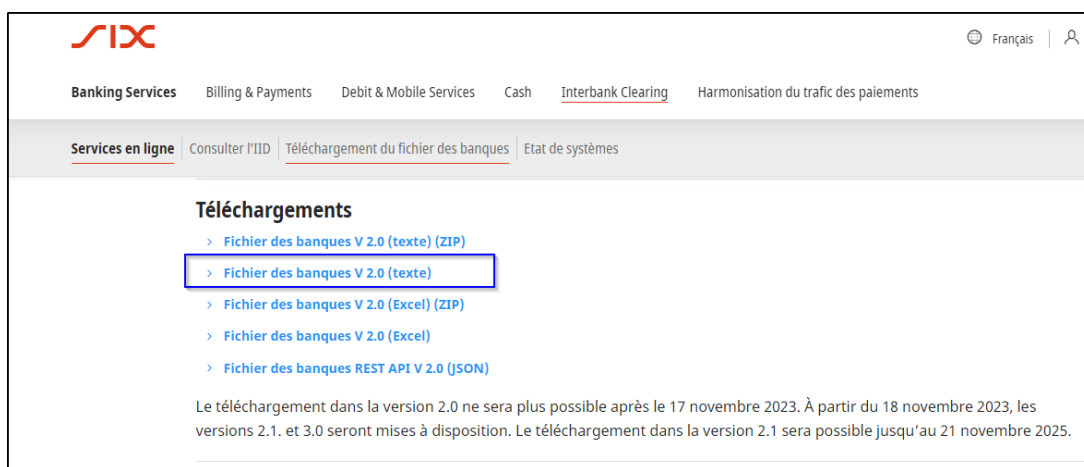 SIX
Français
Banking Services Billing & Payments Debit & Mobile Services Cash Interbank Clearing Harmonisation du trafic des paiements
Services en ligne Consulter l'IID Téléchargement du fichier des banques Etat de systèmes
Téléchargements
> Fichier des banques V 2.0 (texte) (ZIP)
> Fichier des banques V 2.0 (texte)
> Fichier des banques V 2.0 (Excel) (ZIP)
> Fichier des banques V 2.0 (Excel)
> Fichier des banques REST API V 2.0 (JSON)
Le téléchargement dans la version 2.0 ne sera plus possible après le 17 novembre 2023. À partir du 18 novembre 2023, les
versions 2.1. et 3.0 seront mises à disposition. Le téléchargement dans la version 2.1 sera possible jusqu'au 21 novembre 2025.